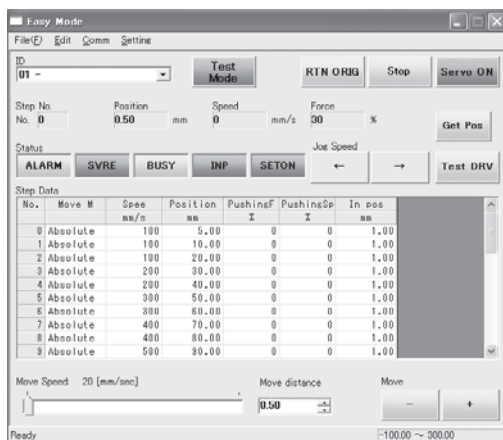 Easy Mode
File(F) Edit Comm Setting
ID
01 -
Test Mode
RTN ORIG
Stop
Servo ON
Step No. Position Speed Force
No. 0 0.50 mm 0 mm/s 30 %
Get Pos
Status Jog Speed
ALARM SVRE BUSY INP SETON ← → Test DRV
Step Data
No. Move M Spee Position PushingF PushingSp In pos
mm/s mm % % mm
0 Absolute 100 5.00 0 0 1.00
1 Absolute 100 10.00 0 0 1.00
2 Absolute 100 20.00 0 0 1.00
3 Absolute 200 30.00 0 0 1.00
4 Absolute 200 40.00 0 0 1.00
5 Absolute 300 50.00 0 0 1.00
6 Absolute 300 60.00 0 0 1.00
7 Absolute 400 70.00 0 0 1.00
8 Absolute 400 80.00 0 0 1.00
9 Absolute 500 90.00 0 0 1.00
Move Speed 20 [mm/sec] Move distance Move
0.50 - +
Ready -100.00 ~ 300.00